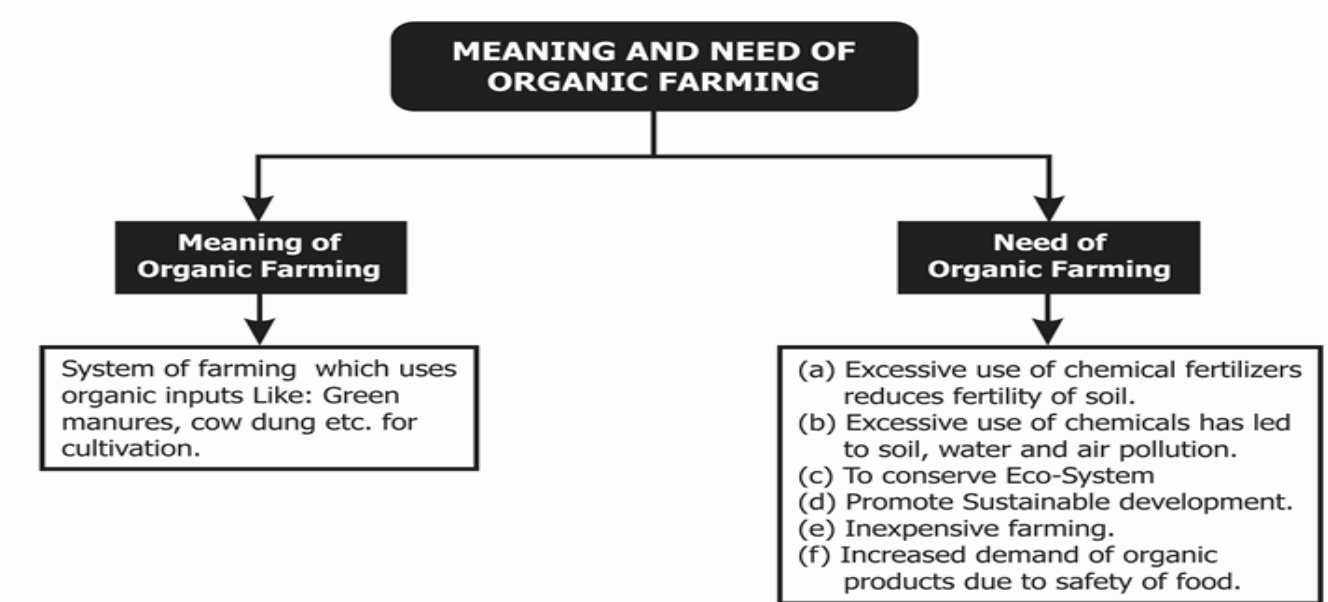 MEANING AND NEED OF
ORGANIC FARMING
Meaning of
Organic Farming
System of farming which uses
organic inputs Like: Green
manures, cow dung etc. for
cultivation.
Need of
Organic Farming
(a) Excessive use of chemical fertilizers
reduces fertility of soil.
(b) Excessive use of chemicals has led
to soil, water and air pollution.
(c) To conserve Eco-System
(d) Promote Sustainable development.
(e) Inexpensive farming.
(f) Increased demand of organic
products due to safety of food.